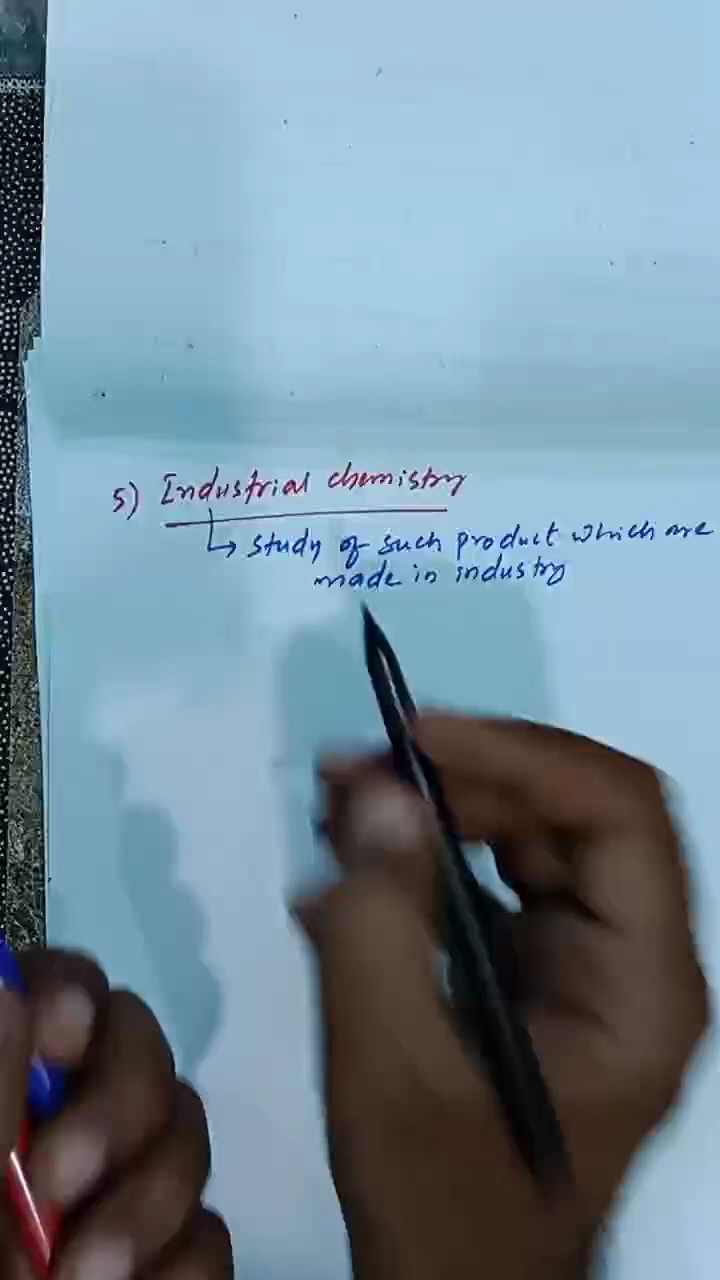 5) Industrial chemistry
↳ study of such product which are
made in industry